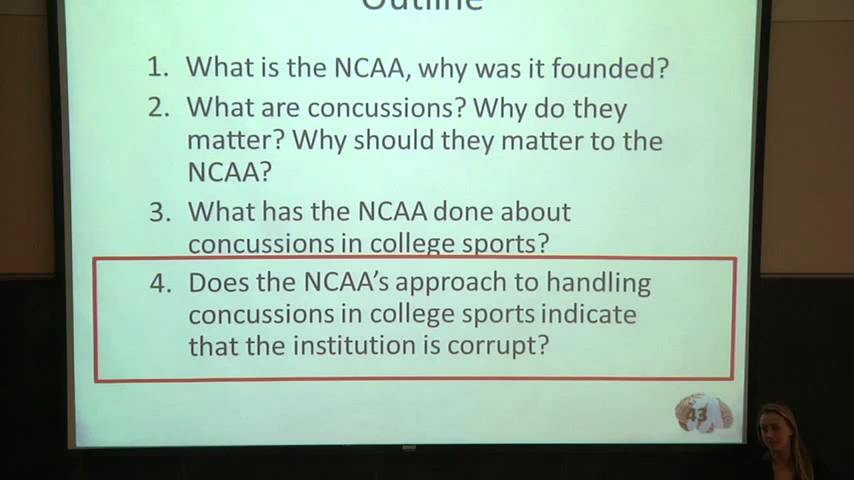 Outline
1. What is the NCAA, why was it founded?
2. What are concussions? Why do they
matter? Why should they matter to the
NCAA?
3. What has the NCAA done about
concussions in college sports?
4. Does the NCAA's approach to handling
concussions in college sports indicate
that the institution is corrupt?
43